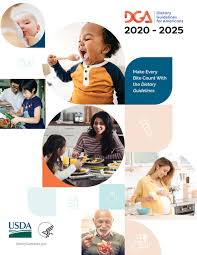 DGA
Dietary
Guidelines
for Americans
2020 - 2025
Make Every
Bite Count With
the Dietary
Guidelines
USDA
DietaryGuidelines.gov